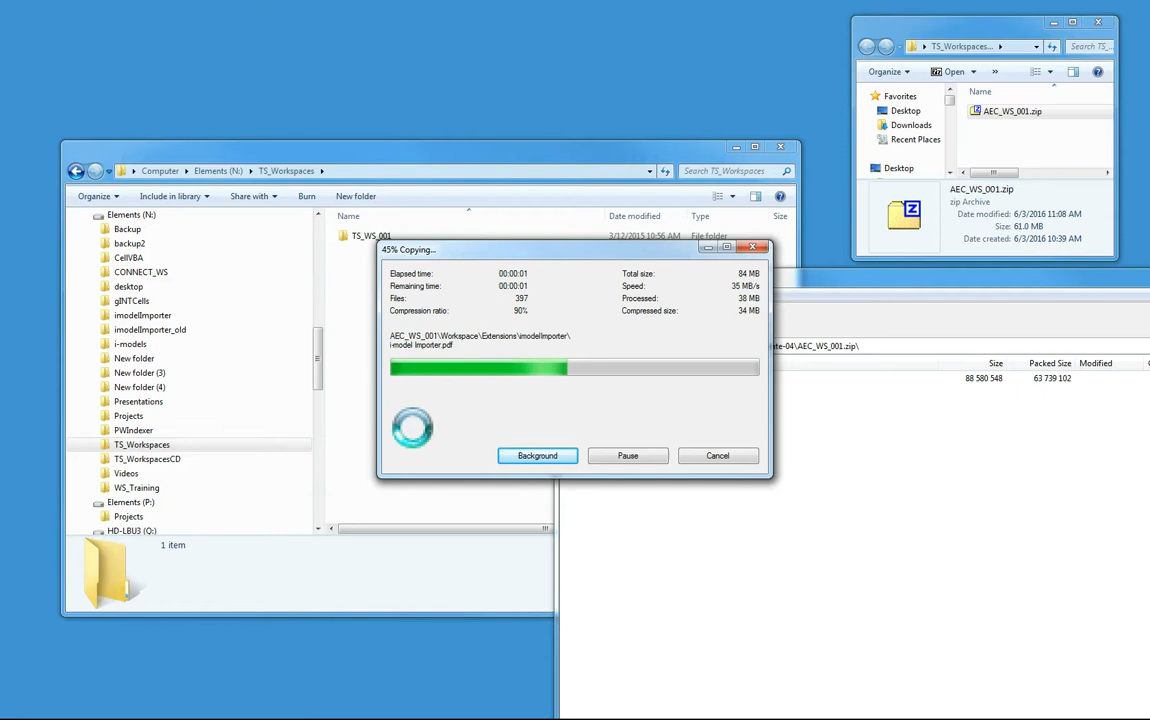 TS_Workspaces...
Search TS_...
Organize
Open
»
Name
Favorites
Desktop
Downloads
Recent Places
Desktop
AEC_WS_001.zip
AEC_WS_001.zip
zip Archive
Date modified: 6/3/2016 11:08 AM
Size: 61.0 MB
Date created: 6/3/2016 10:39 AM
Computer
Elements (N:)
TS_Workspaces
Search TS_Workspaces
Organize
Include in library
Share with
Burn
New folder
Elements (N:)
Backup
backup2
CellVBA
CONNECT_WS
desktop
gINTCells
imodelImporter
imodelImporter_old
i-models
New folder
New folder (3)
New folder (4)
Presentations
Projects
PWIndexer
TS_Workspaces
TS_WorkspacesCD
Videos
WS_Training
Elements (P:)
Projects
HD-LBU3 (Q:)
Name
Date modified
Type
Size
TS_WS_001
3/12/2015 10:56 AM
File folder
1 item
45% Copying...
Elapsed time: 00:00:01
Total size: 84 MB
Remaining time: 00:00:01
Speed: 35 MB/s
Files: 397
Processed: 38 MB
Compression ratio: 90%
Compressed size: 34 MB
AEC_WS_001\Workspace\Extensions\imodelImporter\
i-model Importer.pdf
Background
Pause
Cancel
ate-04\AEC_WS_001.zip\
Size
Packed Size
Modified
88 580 548
63 739 102